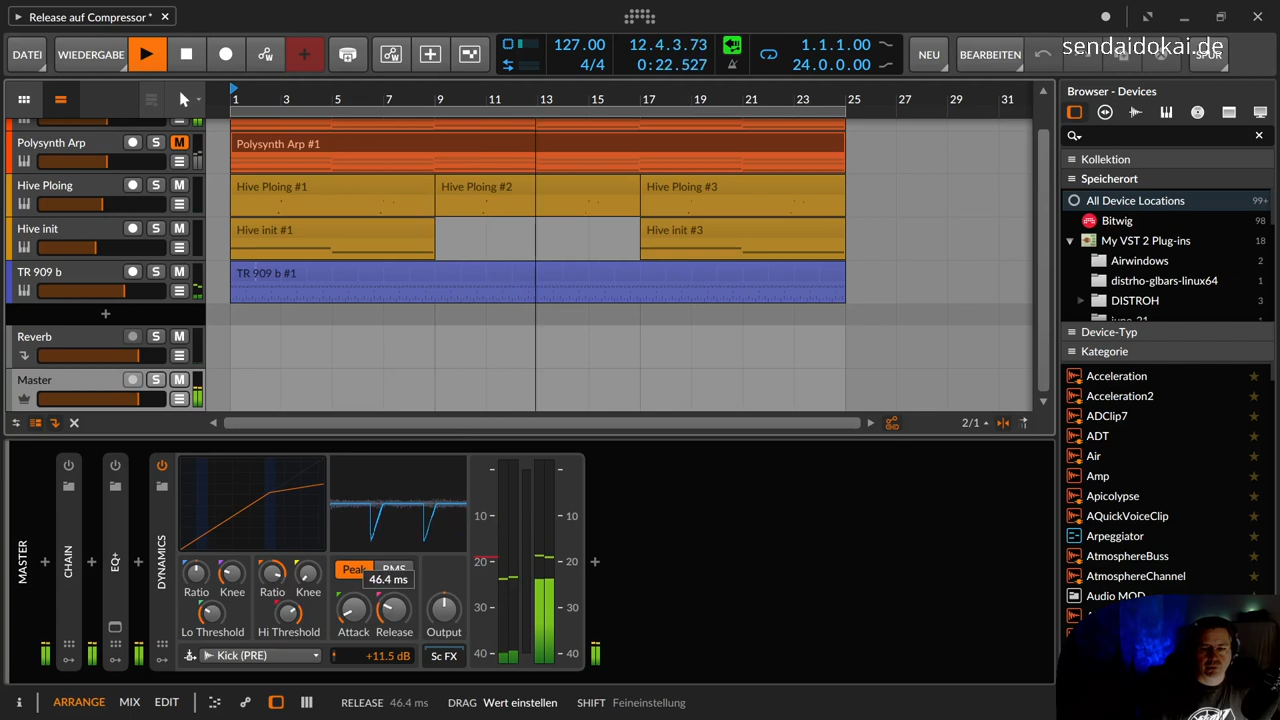 Release auf Compressor *
sendaidokai.de
DATEI
WIEDERGABE
127.00
4/4
12.4.3.73
0:22.527
1.1.1.00
24.0.0.00
NEU
BEARBEITEN
SPUR
1 3 5 7 9 11 13 15 17 19 21 23 25 27 29 31
Polysynth Arp S M
Polysynth Arp #1
Hive Ploing S M
Hive Ploing #1 Hive Ploing #2 Hive Ploing #3
Hive init S M
Hive init #1 Hive init #3
TR 909 b S M
TR 909 b #1
Reverb S M
Master S M
2/1
Browser - Devices
Kollektion
Speicherort
All Device Locations 99+
Bitwig 98
My VST 2 Plug-ins 18
Airwindows 2
distrho-glbars-linux64 1
DISTROH 1
Device-Typ
Kategorie
Acceleration
Acceleration2
ADClip7
ADT
Air
Amp
Apicolypse
AQuickVoiceClip
Arpeggiator
AtmosphereBuss
AtmosphereChannel
Audio MOD
MASTER
CHAIN
EQ+
DYNAMICS
Ratio Knee Ratio Knee
Lo Threshold Hi Threshold
Kick (PRE)
Peak RMS
46.4 ms
Attack Release Output
+11.5 dB
Sc FX
10 10
20 20
30 30
40 40
ARRANGE MIX EDIT
RELEASE 46.4 ms DRAG Wert einstellen SHIFT Feineinstellung